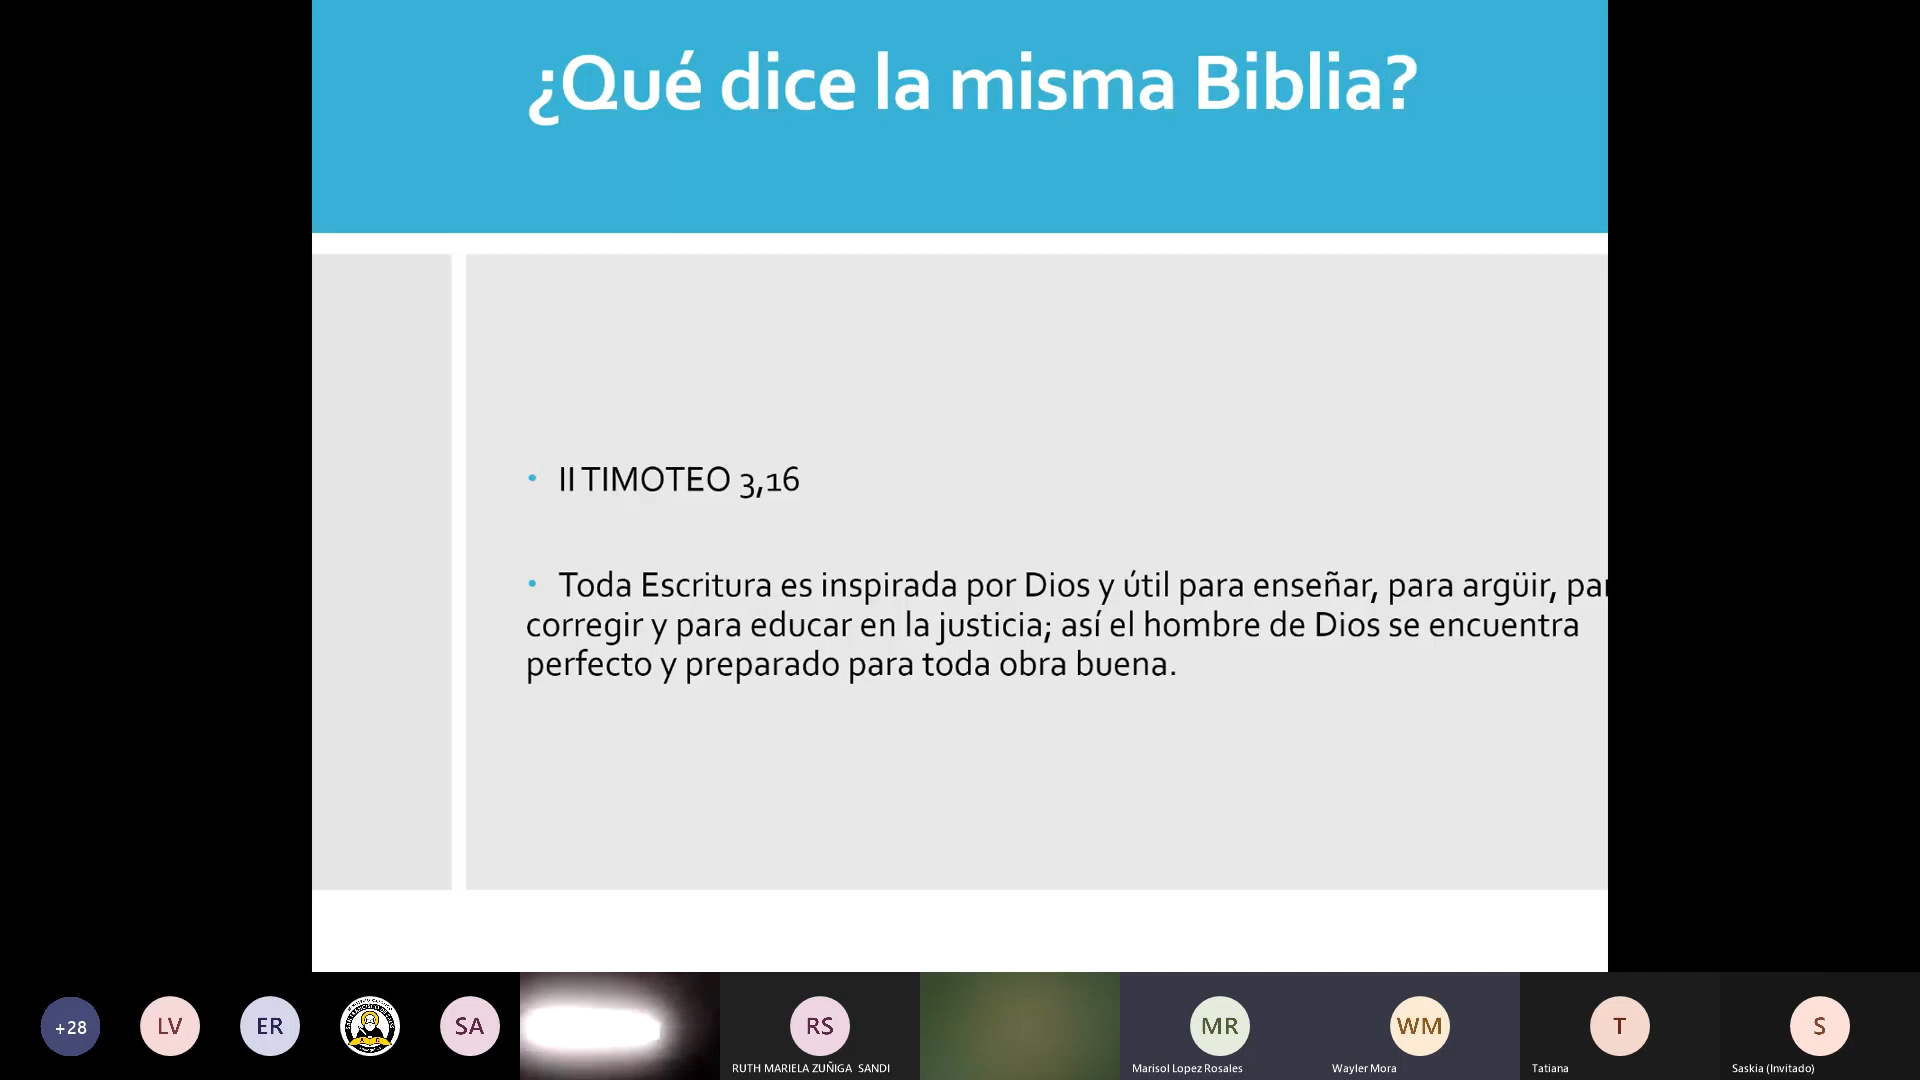 ¿Qué dice la misma Biblia?
• II TIMOTEO 3,16
• Toda Escritura es inspirada por Dios y útil para enseñar, para argüir, par
corregir y para educar en la justicia; así el hombre de Dios se encuentra
perfecto y preparado para toda obra buena.
+28
LV
ER
SA
RS
MR
WM
T
S
RUTH MARIELA ZUÑIGA SANDI
Marisol Lopez Rosales
Wayler Mora
Tatiana
Saskia (Invitado)